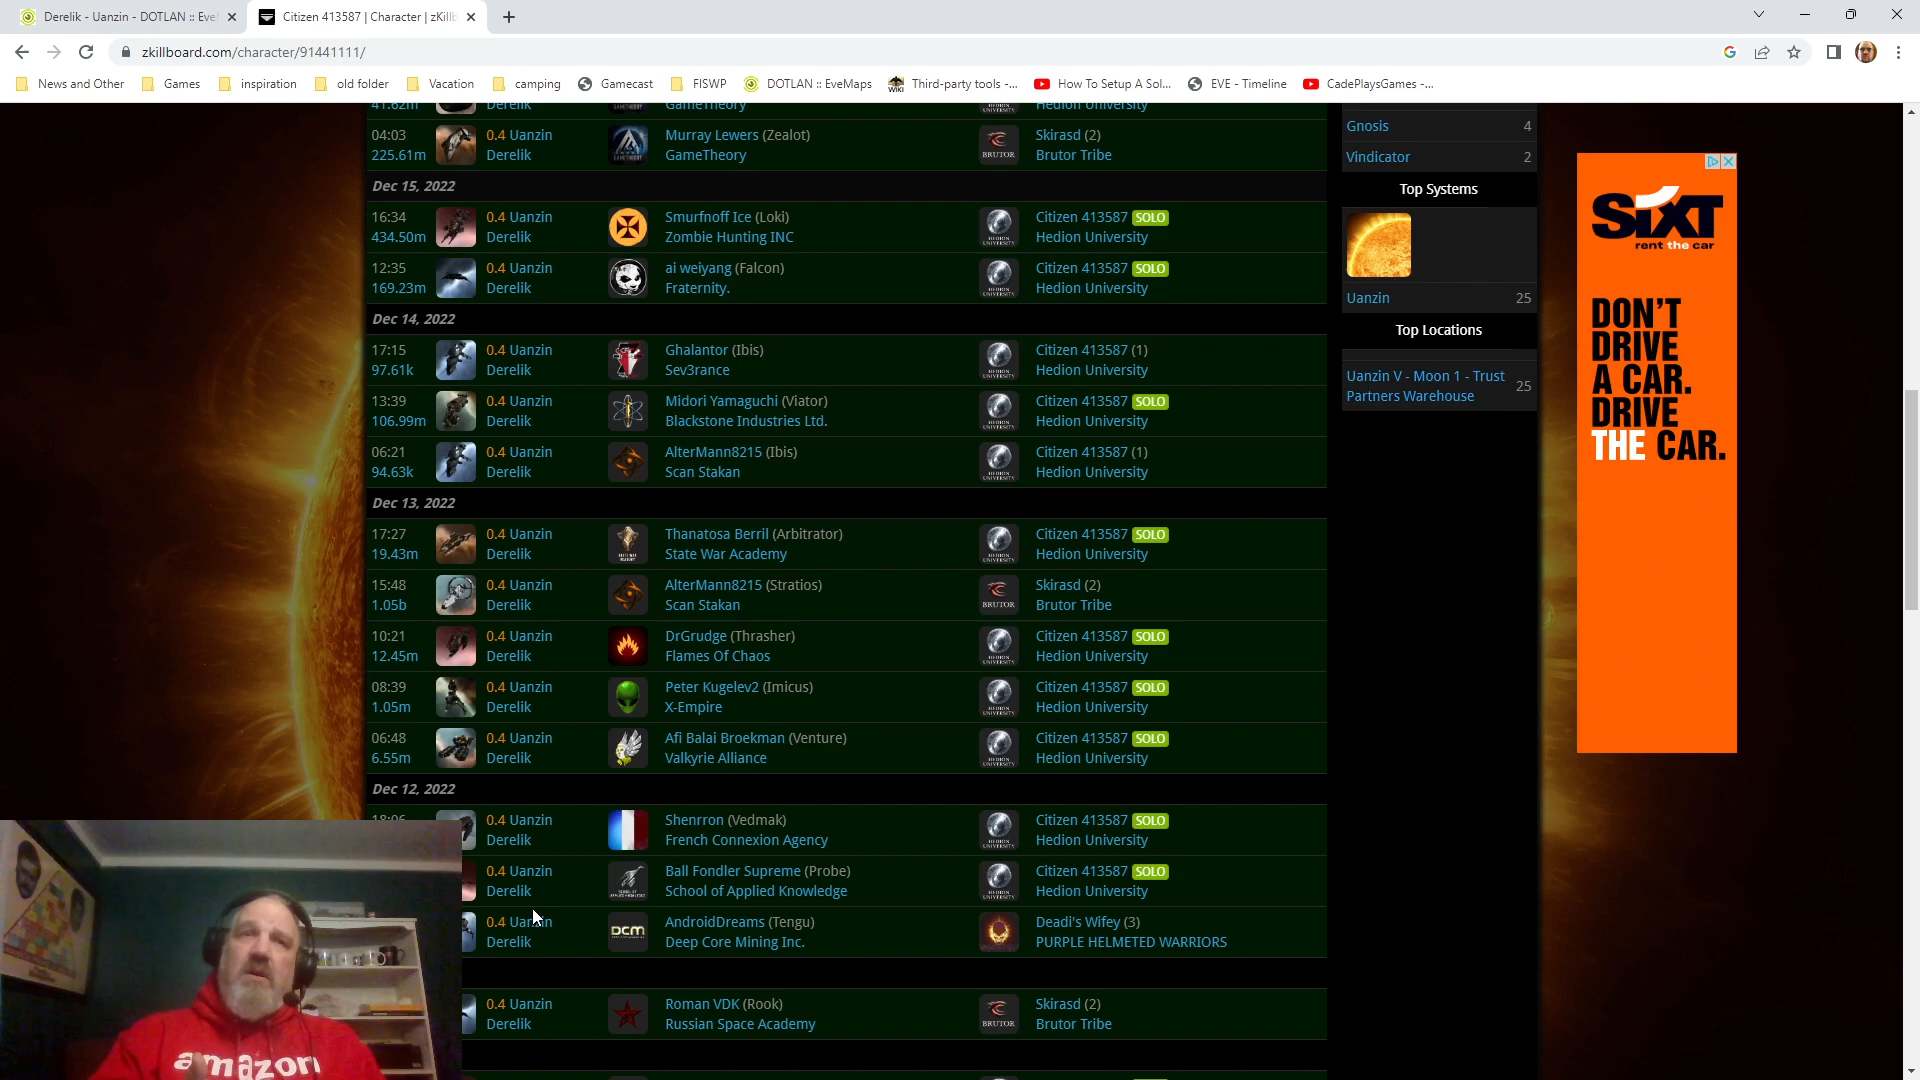 Derelik - Uanzin - DOTLAN :: Eve
Citizen 413587 | Character | zKillb
zkillboard.com/character/91441111/
News and Other
Games
inspiration
old folder
Vacation
camping
Gamecast
FISWP
DOTLAN :: EveMaps
Third-party tools -...
How To Setup A Sol...
EVE - Timeline
CadePlaysGames -...
41.62m Derelik GameTheory Hedion University
04:03 0.4 Uanzin Murray Lewers (Zealot) Skirasd (2)
225.61m Derelik GameTheory BRUTOR Brutor Tribe
Dec 15, 2022
16:34 0.4 Uanzin Smurfnoff Ice (Loki) Citizen 413587 SOLO
434.50m Derelik Zombie Hunting INC Hedion University
12:35 0.4 Uanzin ai weiyang (Falcon) Citizen 413587 SOLO
169.23m Derelik Fraternity. Hedion University
Dec 14, 2022
17:15 0.4 Uanzin Ghalantor (Ibis) Citizen 413587 (1)
97.61k Derelik Sev3rance Hedion University
13:39 0.4 Uanzin Midori Yamaguchi (Viator) Citizen 413587 SOLO
106.99m Derelik Blackstone Industries Ltd. Hedion University
06:21 0.4 Uanzin AlterMann8215 (Ibis) Citizen 413587 (1)
94.63k Derelik Scan Stakan Hedion University
Dec 13, 2022
17:27 0.4 Uanzin Thanatosa Berril (Arbitrator) Citizen 413587 SOLO
19.43m Derelik State War Academy Hedion University
15:48 0.4 Uanzin AlterMann8215 (Stratios) Skirasd (2)
1.05b Derelik Scan Stakan BRUTOR Brutor Tribe
10:21 0.4 Uanzin DrGrudge (Thrasher) Citizen 413587 SOLO
12.45m Derelik Flames Of Chaos Hedion University
08:39 0.4 Uanzin Peter Kugelev2 (Imicus) Citizen 413587 SOLO
1.05m Derelik X-Empire Hedion University
06:48 0.4 Uanzin Afi Balai Broekman (Venture) Citizen 413587 SOLO
6.55m Derelik Valkyrie Alliance Hedion University
Dec 12, 2022
18:06 0.4 Uanzin Shenrron (Vedmak) Citizen 413587 SOLO
Derelik French Connexion Agency Hedion University
0.4 Uanzin Ball Fondler Supreme (Probe) Citizen 413587 SOLO
Derelik School of Applied Knowledge Hedion University
0.4 Uanzin AndroidDreams (Tengu) Deadi's Wifey (3)
Derelik DCM Deep Core Mining Inc. PURPLE HELMETED WARRIORS
0.4 Uanzin Roman VDK (Rook) Skirasd (2)
Derelik Russian Space Academy BRUTOR Brutor Tribe
Gnosis 4
Vindicator 2
Top Systems
Uanzin 25
Top Locations
Uanzin V - Moon 1 - Trust
Partners Warehouse 25
SIXT
rent the car
DON'T
DRIVE
A CAR.
DRIVE
THE CAR.
amazon